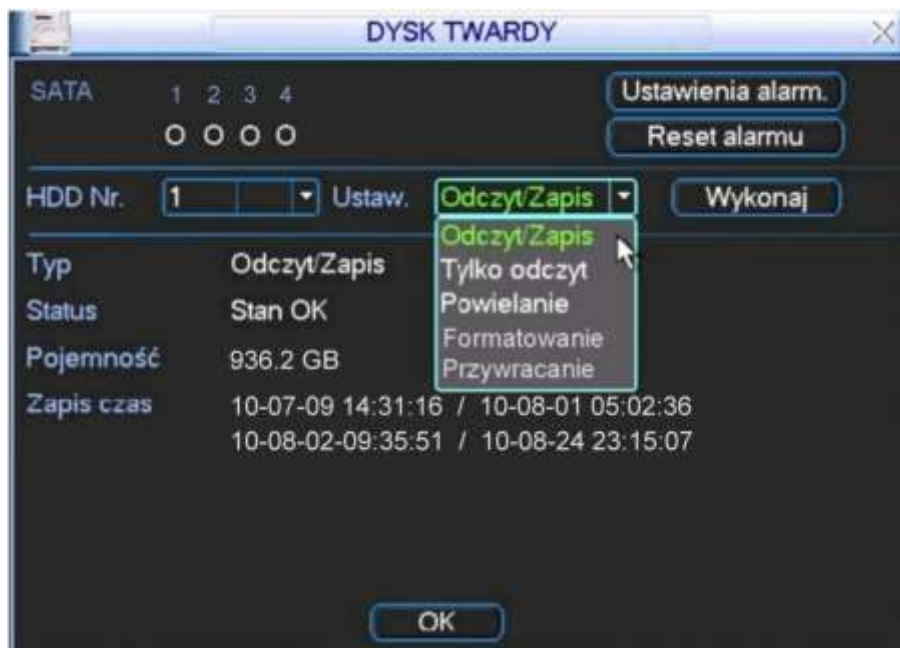 DYSK TWARDY
SATA 1 2 3 4 Ustawienia alarm.
O O O O Reset alarmu
HDD Nr. 1 Ustaw. Odczyt/Zapis Wykonaj
Odczyt/Zapis
Typ Odczyt/Zapis Tylko odczyt
Status Stan OK Powielanie
Formatowanie
Pojemność 936.2 GB Przywracanie
Zapis czas 10-07-09 14:31:16 / 10-08-01 05:02:36
10-08-02-09:35:51 / 10-08-24 23:15:07
OK